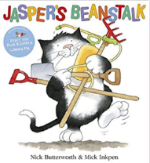 JASPER'S BEANSTALK
Nick Butterworth & Mick Inkpen